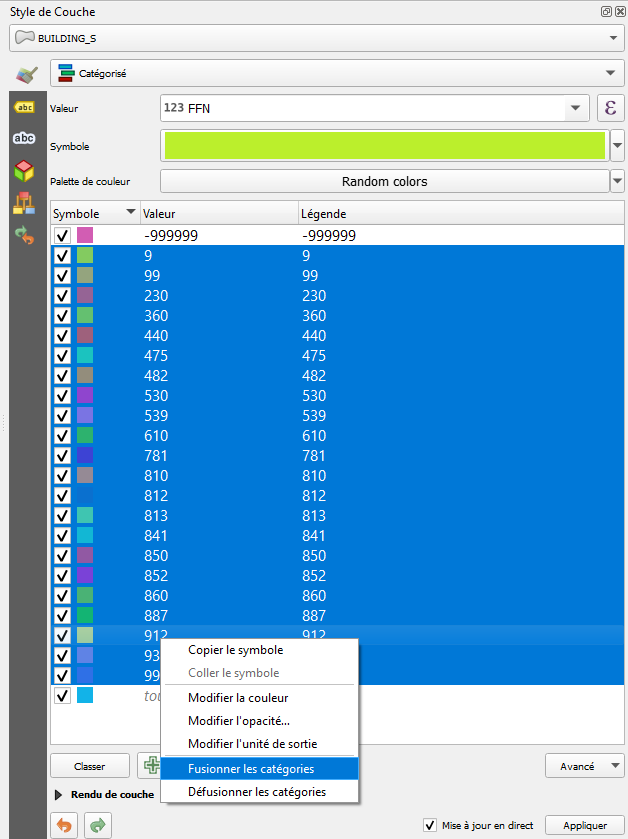 Style de Couche
BUILDING_S
Catégorisé
abc
Valeur
123 FFN
ε
abc
Symbole
Palette de couleur
Random colors
Symbole Valeur Légende
-999999 -999999
9 9
99 99
230 230
360 360
440 440
475 475
482 482
530 530
539 539
610 610
781 781
810 810
812 812
813 813
841 841
850 850
852 852
860 860
887 887
912 912
93
99
tou
Copier le symbole
Coller le symbole
Modifier la couleur
Modifier l'opacité...
Modifier l'unité de sortie
Fusionner les catégories
Défusionner les catégories
Classer
Avancé
Rendu de couche
Mise à jour en direct
Appliquer